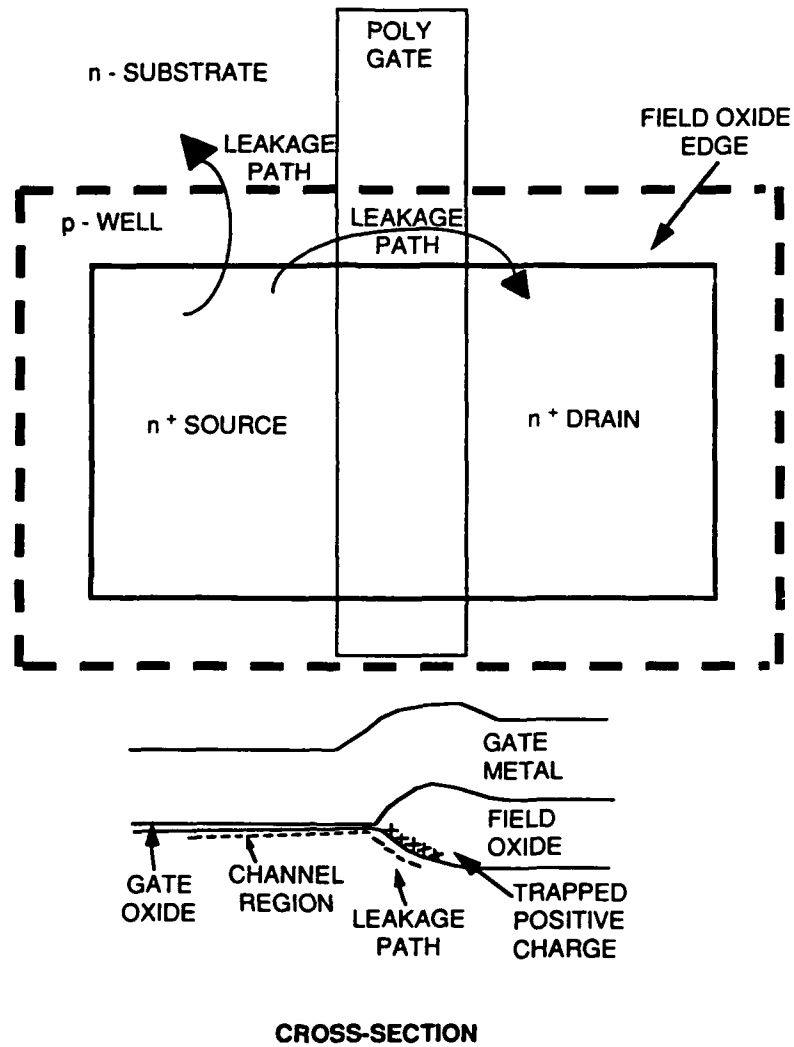 POLY
GATE
n - SUBSTRATE
FIELD OXIDE
EDGE
LEAKAGE
PATH
p - WELL
LEAKAGE
PATH
n+ SOURCE
n+ DRAIN
GATE
METAL
FIELD
OXIDE
GATE
OXIDE
CHANNEL
REGION
LEAKAGE
PATH
TRAPPED
POSITIVE
CHARGE
CROSS-SECTION